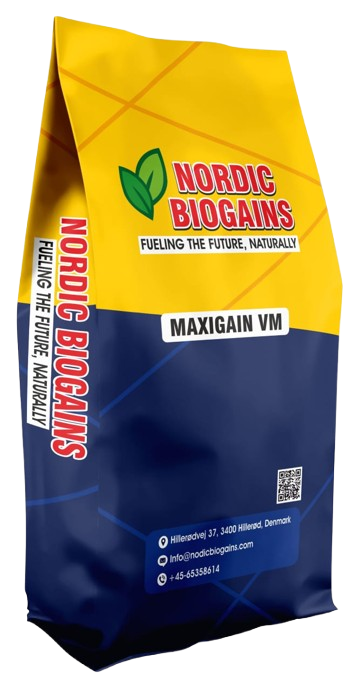 NORDIC
BIOGAINS
FUELING THE FUTURE, NATURALLY
MAXIGAIN VM
Hillerødvej 37, 3400 Hillerød, Denmark
Info@nodicbiogains.com
+45-65358614
NORDIC BIOGAINS
FUELING THE FUTURE, NATURALLY